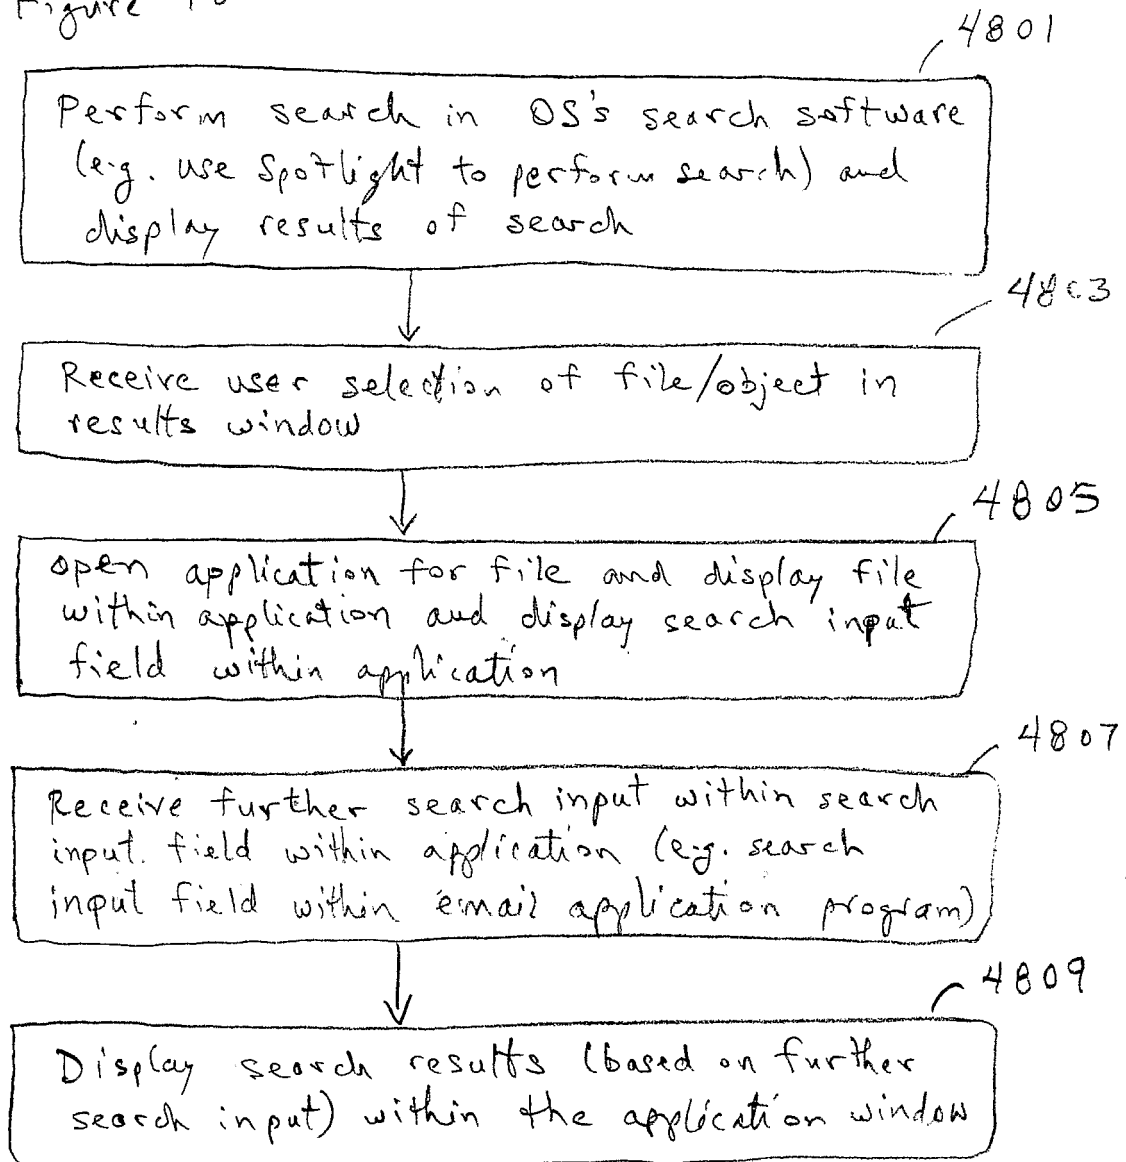 Figure
4801
Perform search in OS's search software
(e.g. use Spotlight to perform search) and
display results of search
4803
Receive user selection of file/object in
results window
4805
open application for file and display file
within application and display search input
field within application
4807
Receive further search input within search
input field within application (e.g. search
input field within email application program)
4809
Display search results (based on further
search input) within the application window